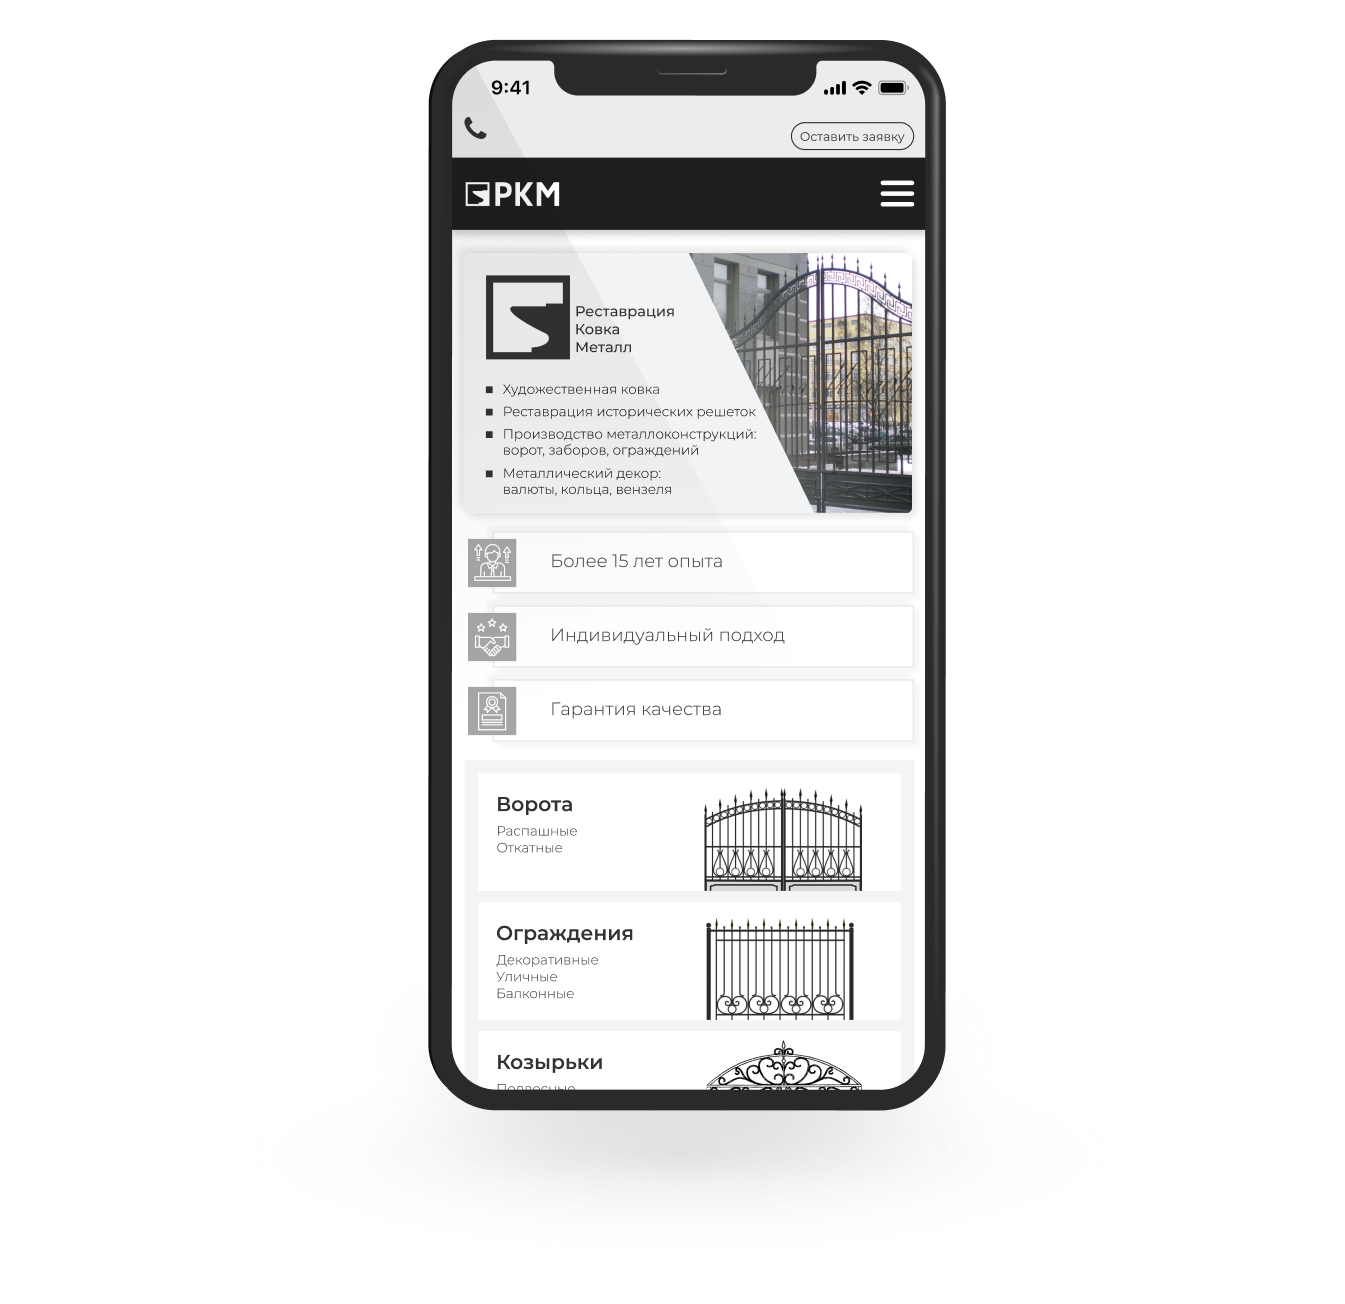 9:41
Оставить заявку
РКМ
Реставрация
Ковка
Металл
Художественная ковка
Реставрация исторических решеток
Производство металлоконструкций:
ворот, заборов, ограждений
Металлический декор:
валюты, кольца, вензеля
Более 15 лет опыта
Индивидуальный подход
Гарантия качества
Ворота
Распашные
Откатные
Ограждения
Декоративные
Уличные
Балконные
Козырьки
Подвесные